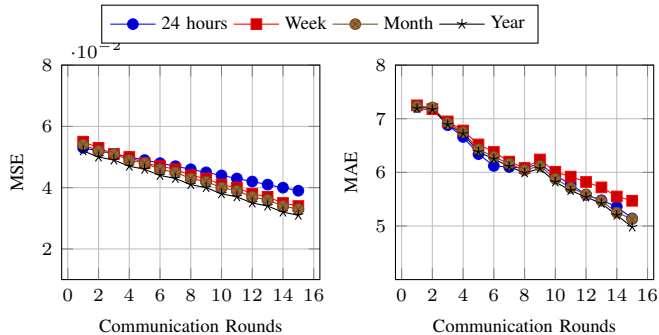 24 hours Week Month Year
·10⁻²
8
6
4
2
MSE
0 2 4 6 8 10 12 14 16
Communication Rounds
8
7
6
5
MAE
0 2 4 6 8 10 12 14 16
Communication Rounds